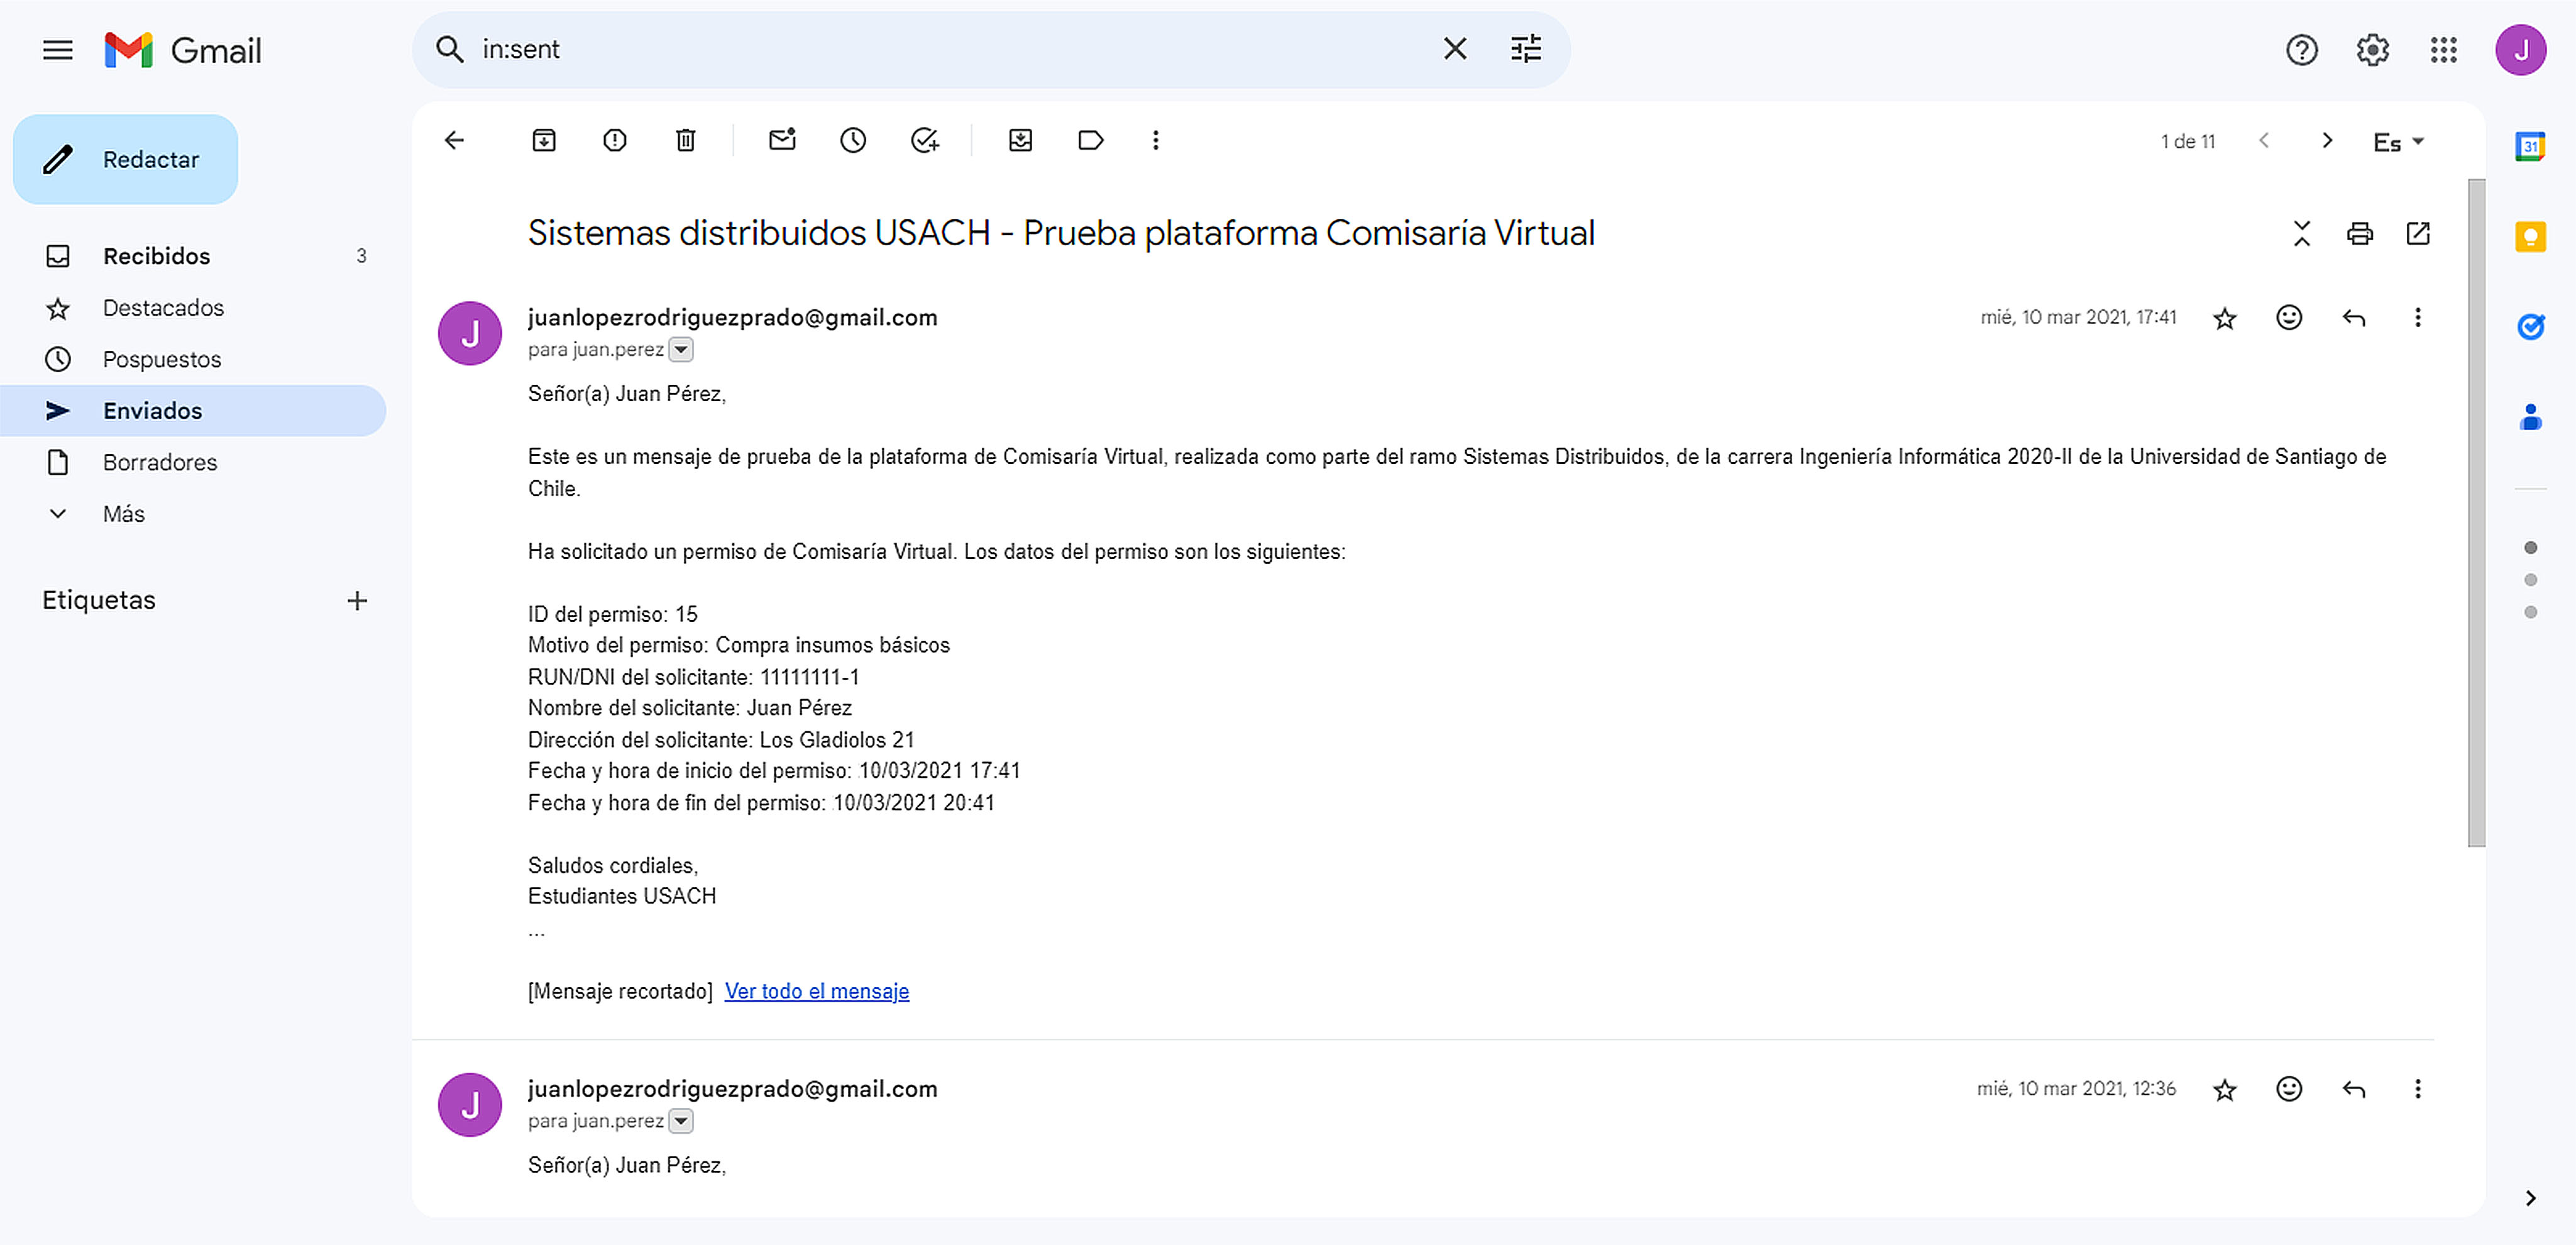 Gmail
in:sent
J
Redactar
Recibidos 3
Destacados
Pospuestos
Enviados
Borradores
Más
Etiquetas
1 de 11
Es
31
Sistemas distribuidos USACH - Prueba plataforma Comisaría Virtual
J
juanlopezrodriguezprado@gmail.com
mié, 10 mar 2021, 17:41
para juan.perez
Señor(a) Juan Pérez,
Este es un mensaje de prueba de la plataforma de Comisaría Virtual, realizada como parte del ramo Sistemas Distribuidos, de la carrera Ingeniería Informática 2020-II de la Universidad de Santiago de
Chile.
Ha solicitado un permiso de Comisaría Virtual. Los datos del permiso son los siguientes:
ID del permiso: 15
Motivo del permiso: Compra insumos básicos
RUN/DNI del solicitante: 11111111-1
Nombre del solicitante: Juan Pérez
Dirección del solicitante: Los Gladiolos 21
Fecha y hora de inicio del permiso: 10/03/2021 17:41
Fecha y hora de fin del permiso: 10/03/2021 20:41
Saludos cordiales,
Estudiantes USACH
...
[Mensaje recortado] Ver todo el mensaje
J
juanlopezrodriguezprado@gmail.com
mié, 10 mar 2021, 12:36
para juan.perez
Señor(a) Juan Pérez,